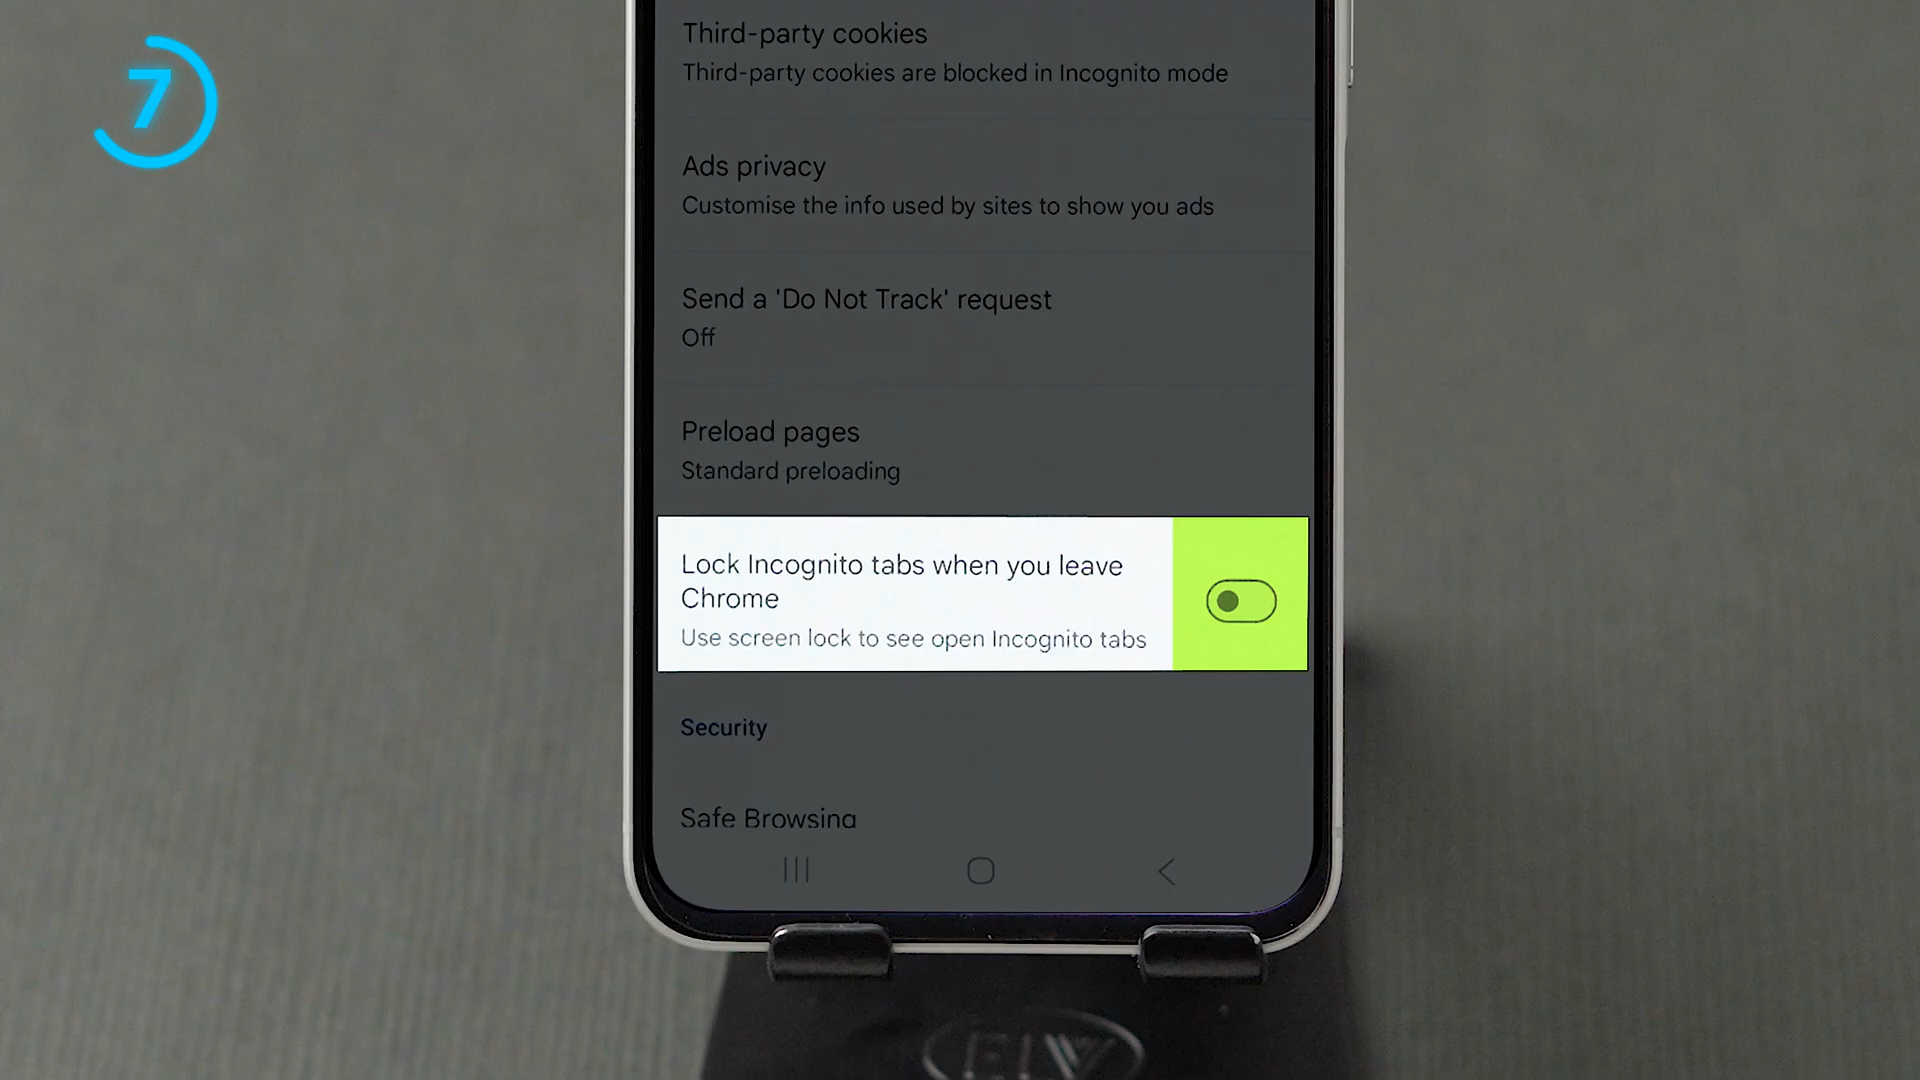 7
Third-party cookies
Third-party cookies are blocked in Incognito mode
Ads privacy
Customise the info used by sites to show you ads
Send a 'Do Not Track' request
Off
Preload pages
Standard preloading
Lock Incognito tabs when you leave
Chrome
Use screen lock to see open Incognito tabs
Security
Safe Browsing